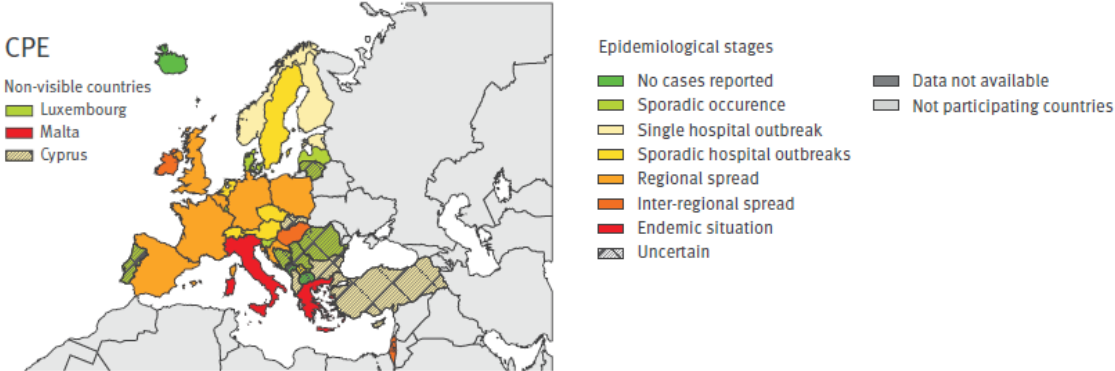 CPE
Non-visible countries
Luxembourg
Malta
Cyprus
Epidemiological stages
No cases reported
Sporadic occurence
Single hospital outbreak
Sporadic hospital outbreaks
Regional spread
Inter-regional spread
Endemic situation
Uncertain
Data not available
Not participating countries